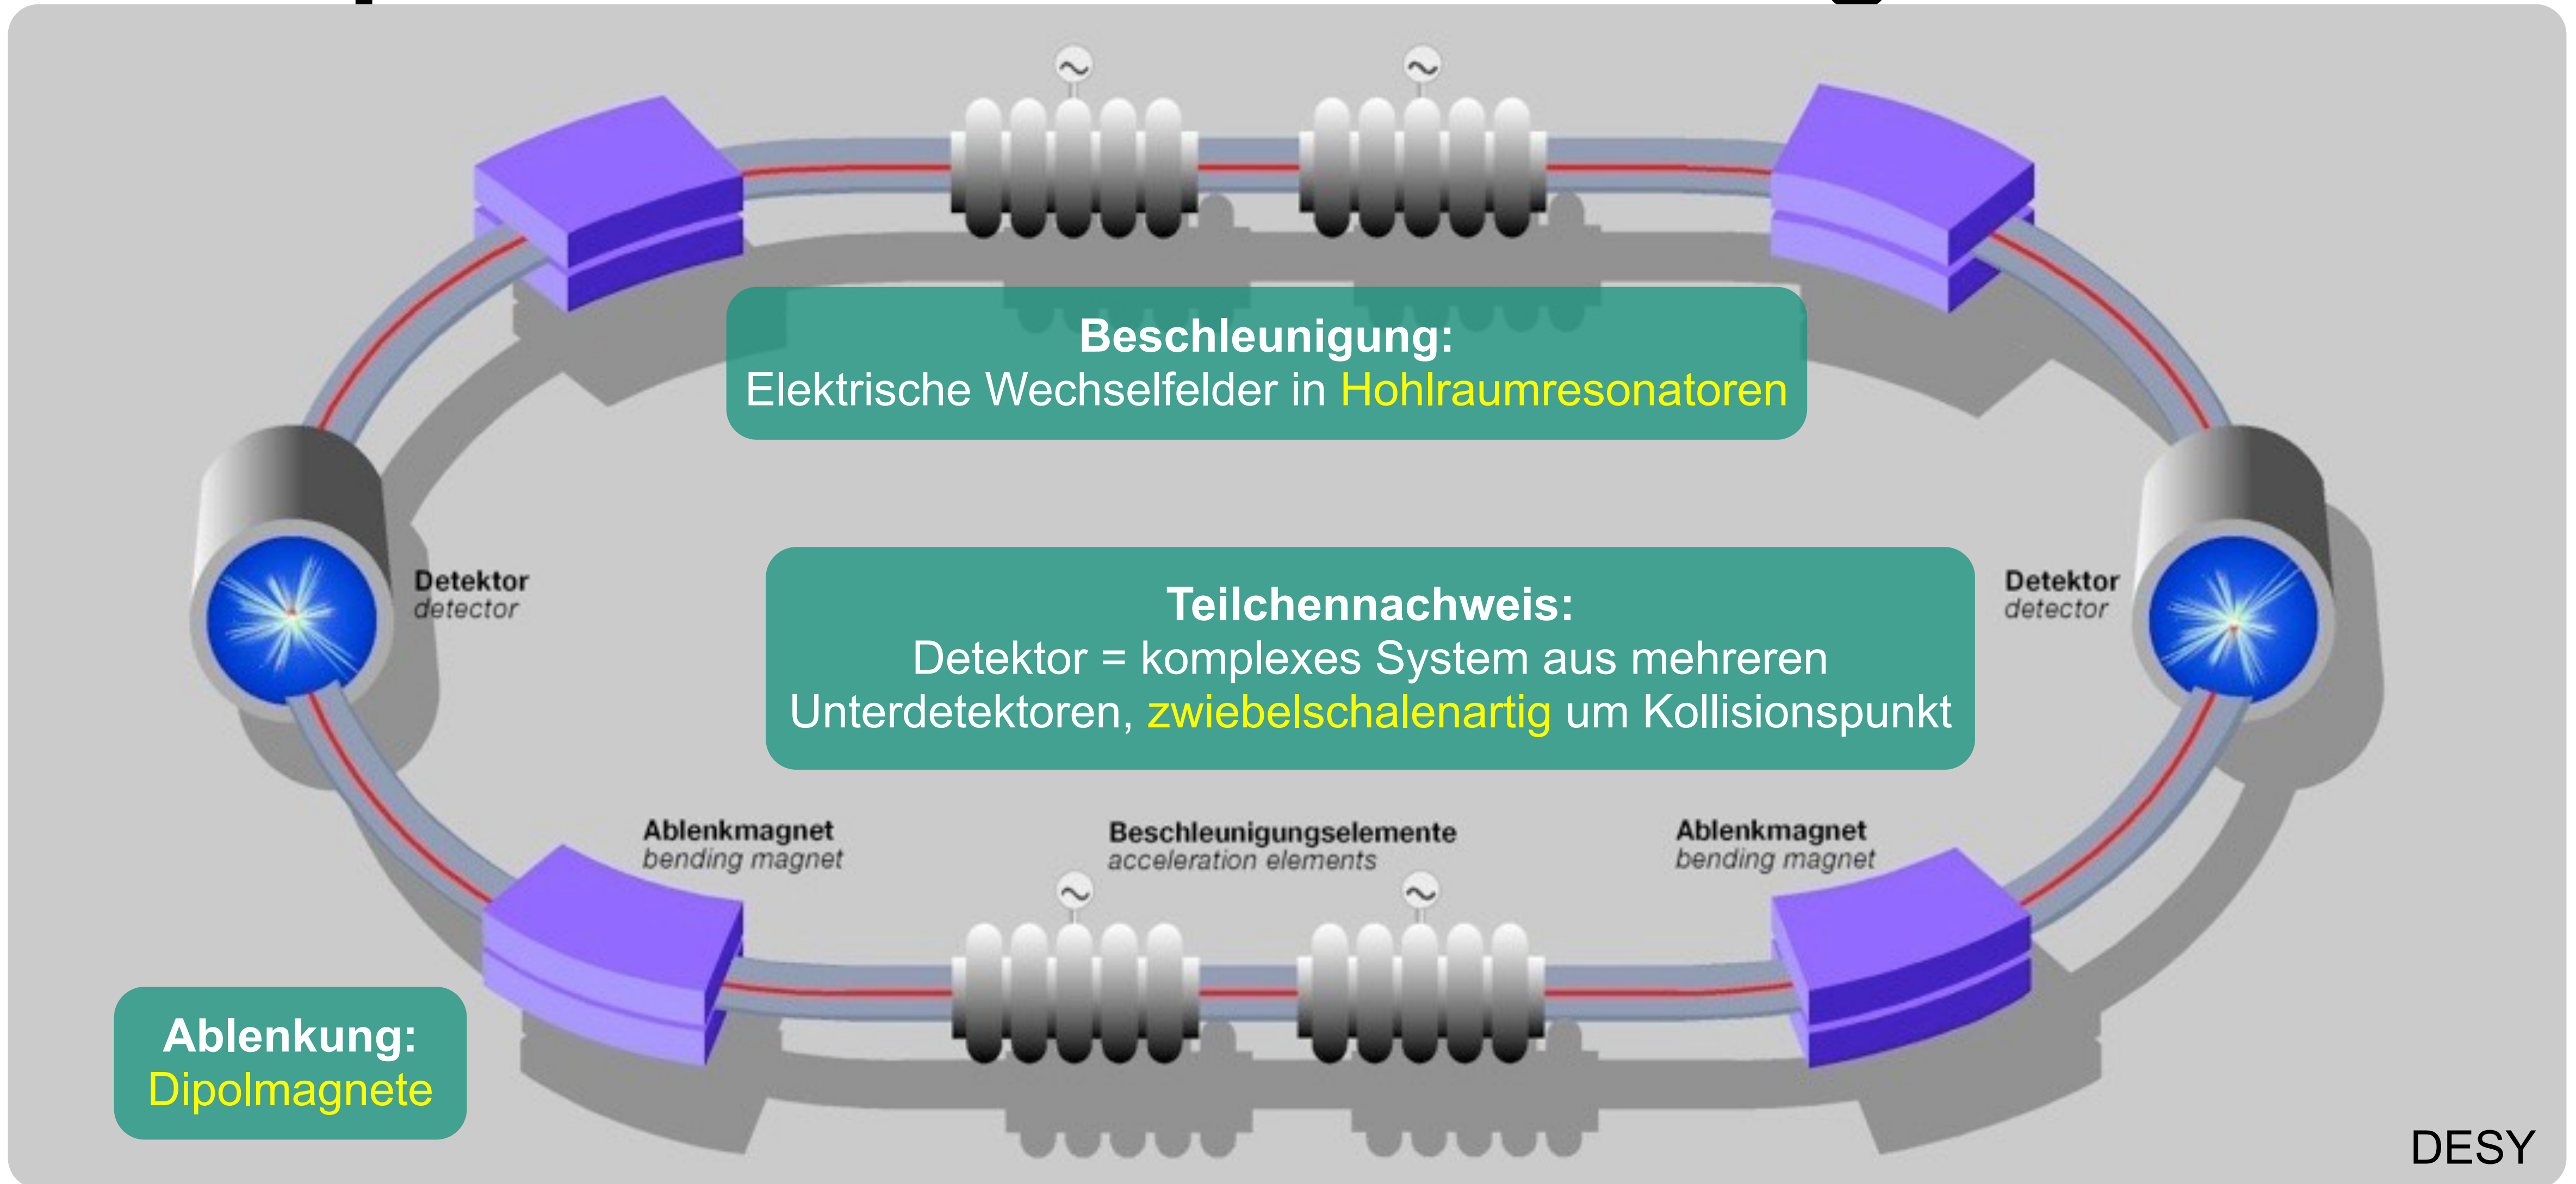 Beschleunigung:
Elektrische Wechselfelder in Hohlraumresonatoren
Detektor
detector
Teilchennachweis:
Detektor = komplexes System aus mehreren
Unterdetektoren, zwiebelschalenartig um Kollisionspunkt
Detektor
detector
Ablenkmagnet
bending magnet
Beschleunigungselemente
acceleration elements
Ablenkmagnet
bending magnet
Ablenkung:
Dipolmagnete
DESY